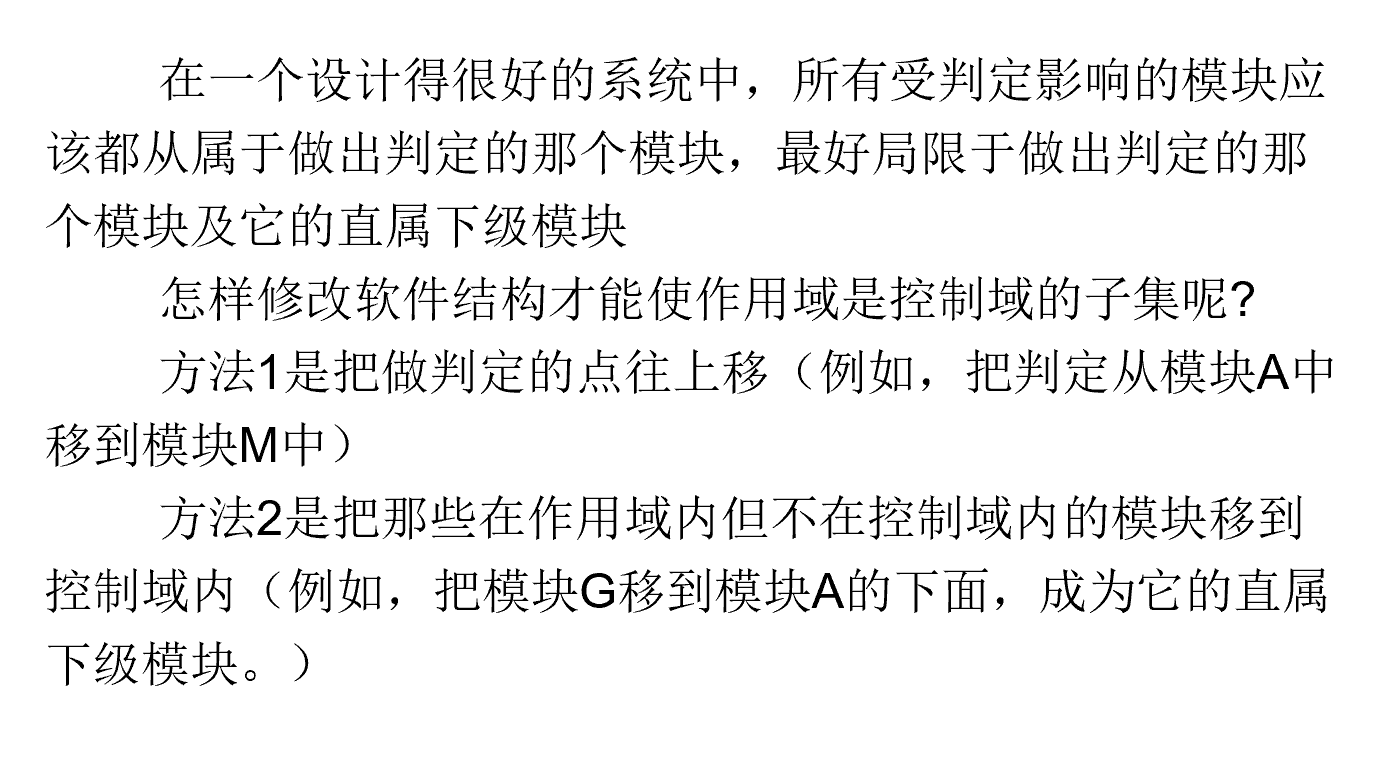 在一个设计得很好的系统中，所有受判定影响的模块应
该都从属于做出判定的那个模块，最好局限于做出判定的那
个模块及它的直属下级模块
怎样修改软件结构才能使作用域是控制域的子集呢?
方法1是把做判定的点往上移（例如，把判定从模块A中
移到模块M中）
方法2是把那些在作用域内但不在控制域内的模块移到
控制域内（例如，把模块G移到模块A的下面，成为它的直属
下级模块。）